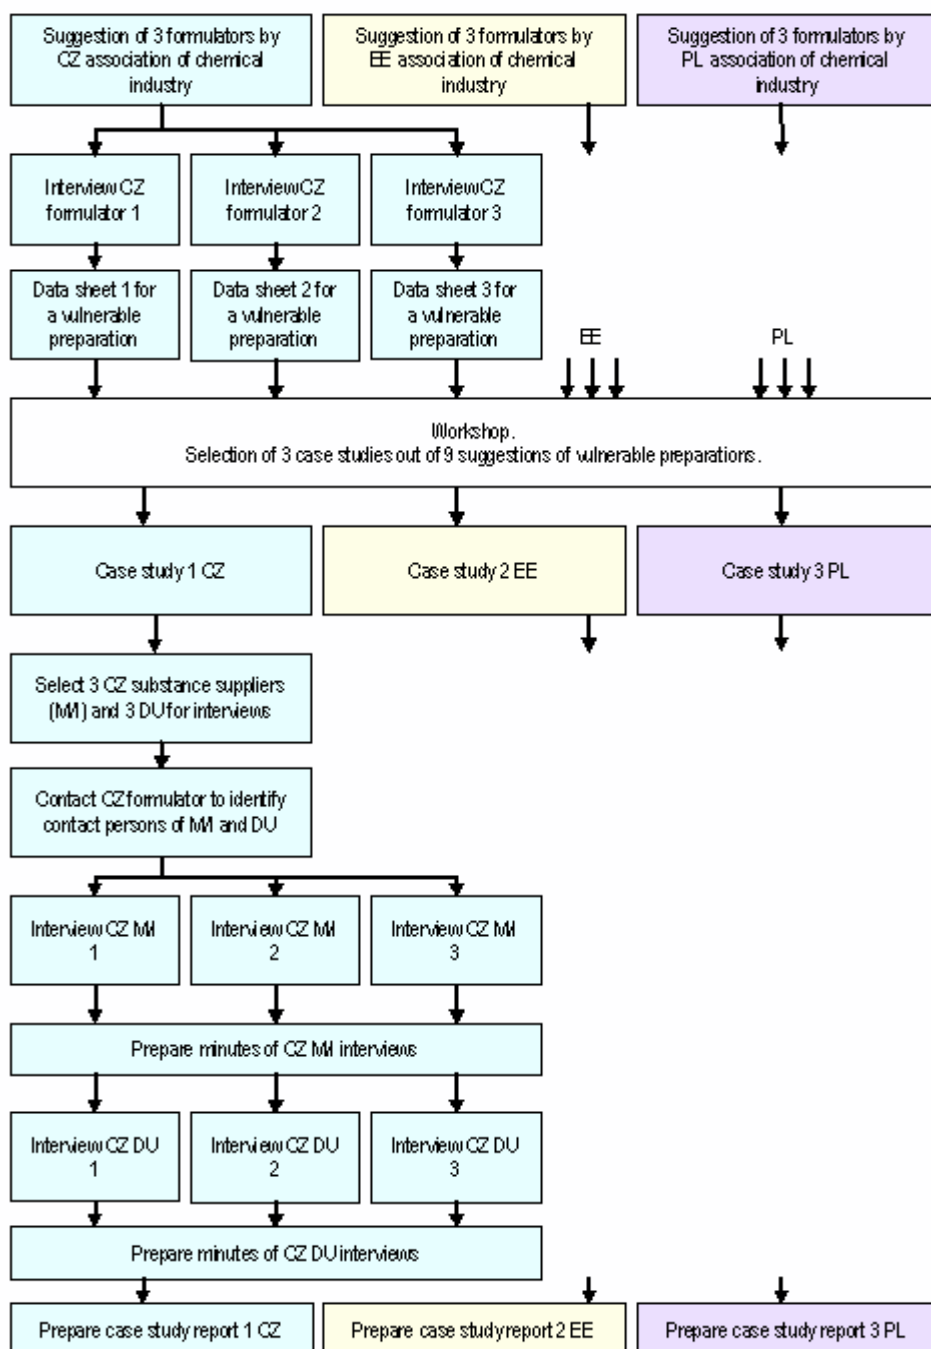 Suggestion of 3 formulators by
CZ association of chemical
industry
Suggestion of 3 formulators by
EE association of chemical
industry
Suggestion of 3 formulators by
PL association of chemical
industry
Interview CZ
formulator 1
Interview CZ
formulator 2
Interview CZ
formulator 3
Data sheet 1 for
a vulnerable
preparation
Data sheet 2 for
a vulnerable
preparation
Data sheet 3 for
a vulnerable
preparation
EE
PL
Workshop.
Selection of 3 case studies out of 9 suggestions of vulnerable preparations.
Case study 1 CZ
Case study 2 EE
Case study 3 PL
Select 3 CZ substance suppliers
(M/I) and 3 DU for interviews
Contact CZ formulator to identify
contact persons of M/I and DU
Interview CZ M/I
1
Interview CZ M/I
2
Interview CZ M/I
3
Prepare minutes of CZ M/I interviews
Interview CZ DU
1
Interview CZ DU
2
Interview CZ DU
3
Prepare minutes of CZ DU interviews
Prepare case study report 1 CZ
Prepare case study report 2 EE
Prepare case study report 3 PL